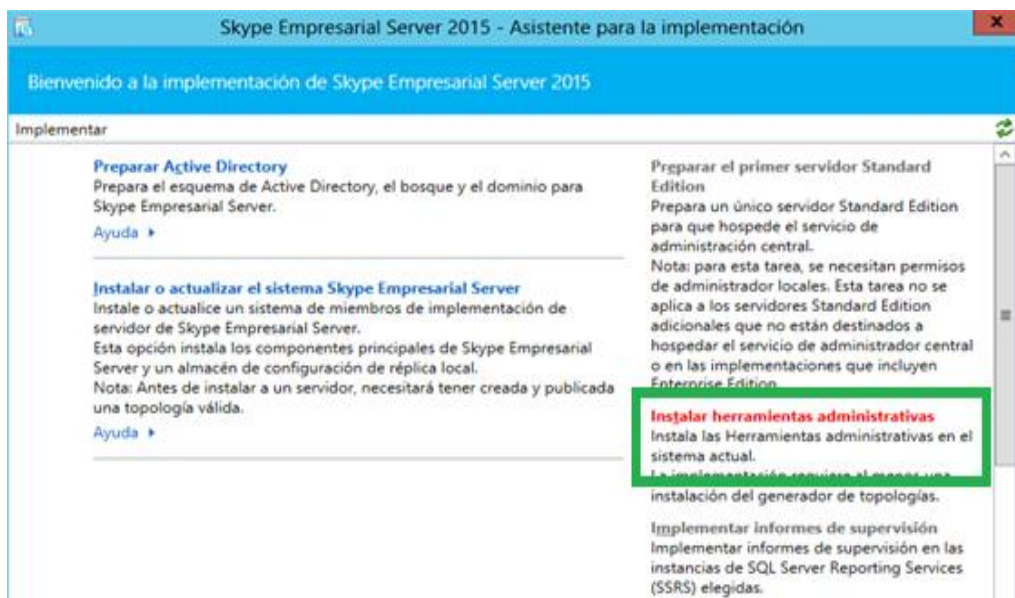 Skype Empresarial Server 2015 - Asistente para la implementación
Bienvenido a la implementación de Skype Empresarial Server 2015
Implementar
Preparar Active Directory
Prepara el esquema de Active Directory, el bosque y el dominio para
Skype Empresarial Server.
Ayuda
Instalar o actualizar el sistema Skype Empresarial Server
Instale o actualice un sistema de miembros de implementación de
servidor de Skype Empresarial Server.
Esta opción instala los componentes principales de Skype Empresarial
Server y un almacén de configuración de réplica local.
Nota: Antes de instalar a un servidor, necesitará tener creada y publicada
una topología válida.
Ayuda
Preparar el primer servidor Standard
Edition
Prepara un único servidor Standard Edition
para que hospede el servicio de
administración central.
Nota: para esta tarea, se necesitan permisos
de administrador locales. Esta tarea no se
aplica a los servidores Standard Edition
adicionales que no están destinados a
hospedar el servicio de administrador central
o en las implementaciones que incluyen
Enterprise Edition.
Instalar herramientas administrativas
Instala las Herramientas administrativas en el
sistema actual.
La implementación requiere al menos una
instalación del generador de topologías.
Implementar informes de supervisión
Implementar informes de supervisión en las
instancias de SQL Server Reporting Services
(SSRS) elegidas.